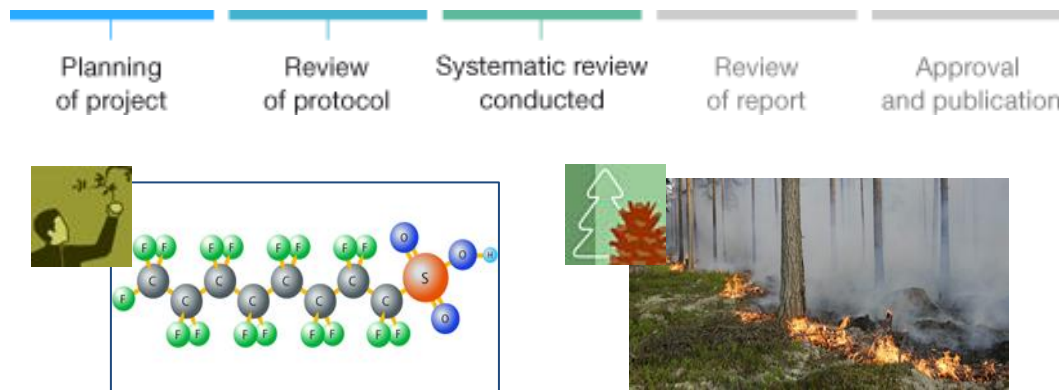 Planning
of project
Review
of protocol
Systematic review
conducted
Review
of report
Approval
and publication
F F F F F F F F O O H
C C C C S
F C C C C O
F F F F F F F F